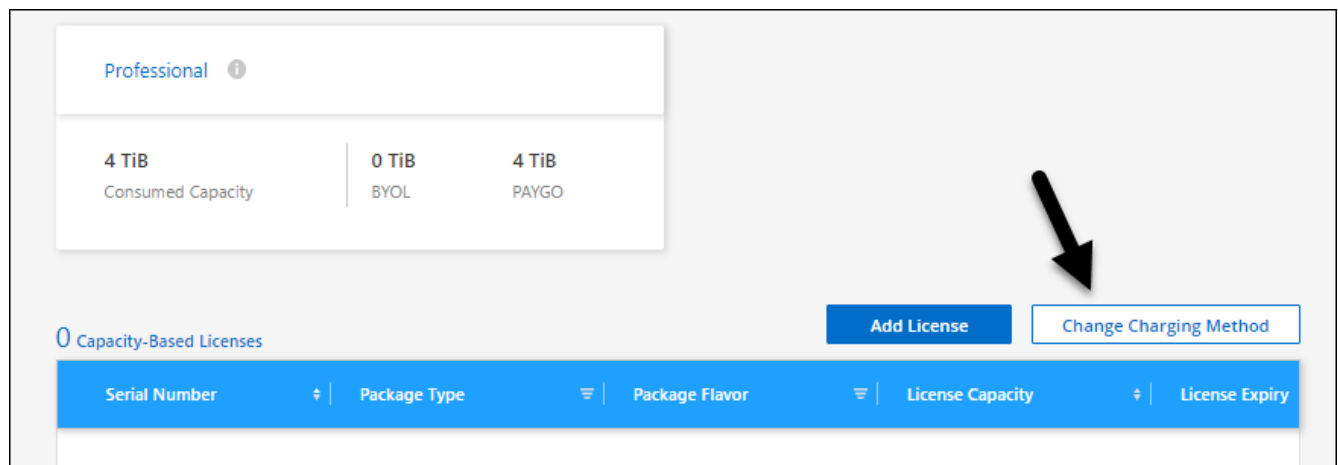 Professional
4 TiB 0 TiB 4 TiB
Consumed Capacity BYOL PAYGO
Add License Change Charging Method
0 Capacity-Based Licenses
Serial Number Package Type Package Flavor License Capacity License Expiry